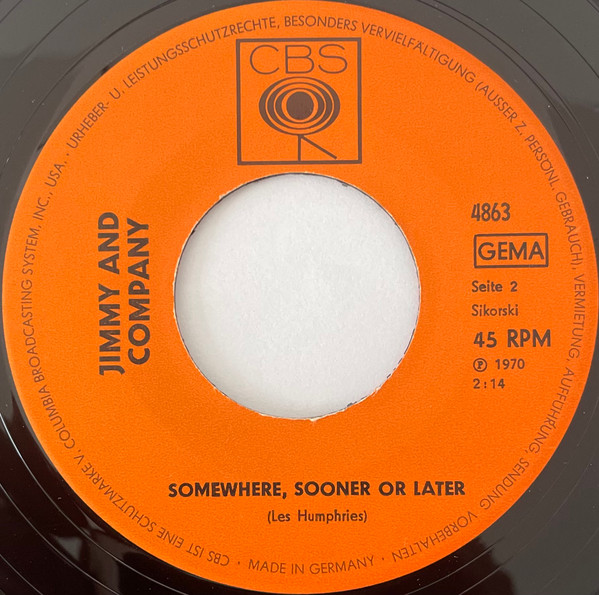 CBS
JIMMY AND
COMPANY
4863
GEMA
Seite 2
Sikorski
45 RPM
℗ 1970
2:14
SOMEWHERE, SOONER OR LATER
(Les Humphries)
CBS IST EINE SCHUTZMARKE V. COLUMBIA BROADCASTING SYSTEM, INC., USA. · URHEBER- U. LEISTUNGSSCHUTZRECHTE, BESONDERS VERVIELFÄLTIGUNG (AUSSER Z. PERSÖNL. GEBRAUCH), VERMIETUNG, AUFFÜHRUNG, SENDUNG VORBEHALTEN · MADE IN GERMANY ·